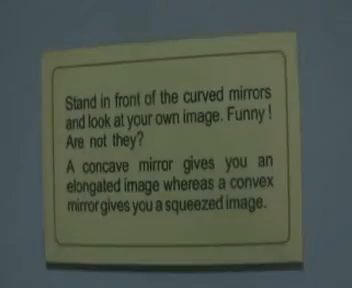 Stand in front of the curved mirrors
and look at your own image. Funny !
Are not they?
A concave mirror gives you an
elongated image whereas a convex
mirror gives you a squeezed image.